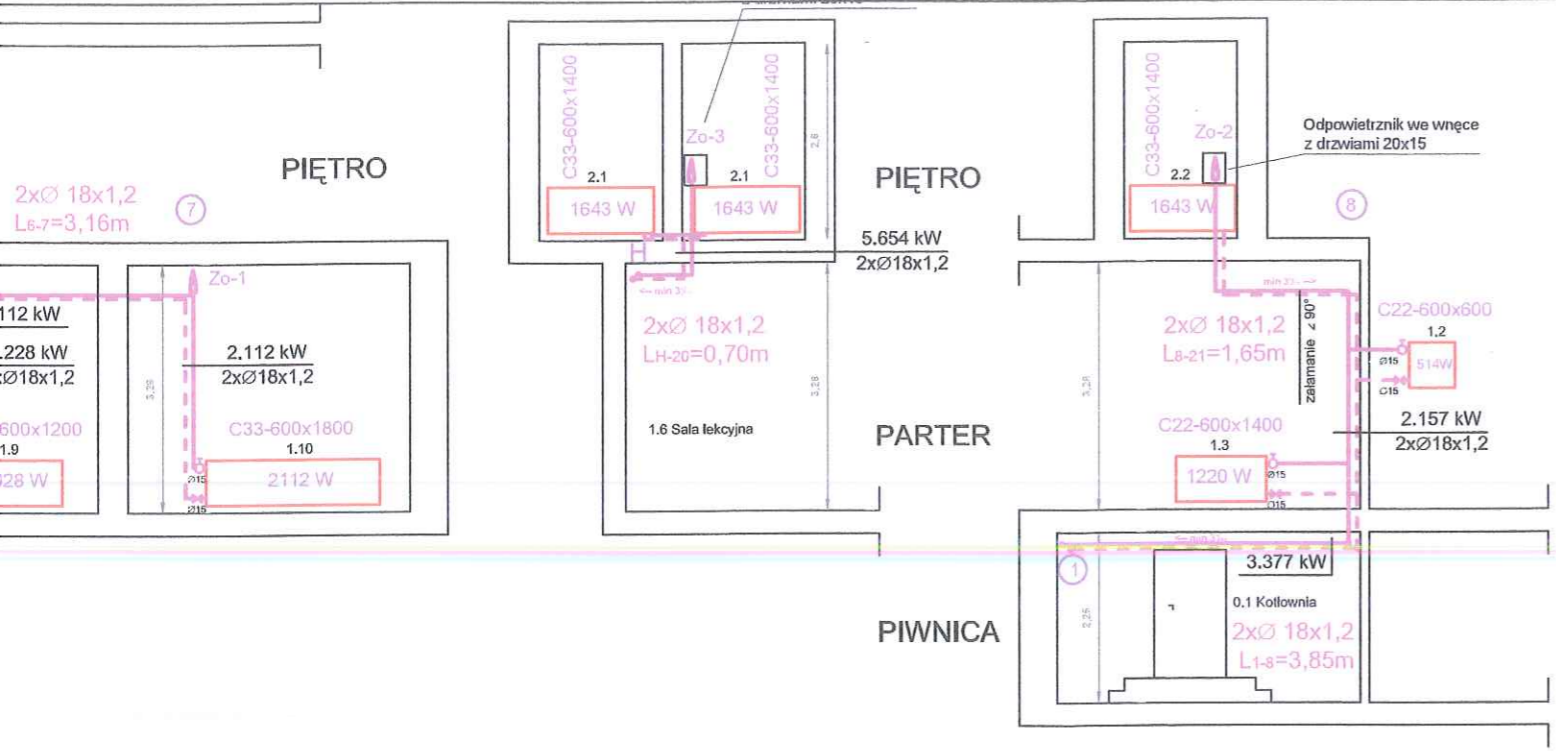 PIĘTRO
2xØ 18x1,2
L6-7=3,16m
7
Zo-1
112 kW
.228 kW
xØ18x1,2
2.112 kW
2xØ18x1,2
3,28
600x1200
1.9
28 W
C33-600x1800
1.10
2112 W
Ø15
Ø15
C33-600x1400
2.1
1643 W
Zo-3
C33-600x1400
2.1
1643 W
2,6
H
5.654 kW
2xØ18x1,2
2xØ 18x1,2
LH-20=0,70m
3,28
1.6 Sala lekcyjna
PIĘTRO
PARTER
PIWNICA
C33-600x1400
Zo-2
2.2
1643 W
Odpowietrznik we wnęce
z drzwiami 20x15
8
2xØ 18x1,2
L8-21=1,65m
załamanie ∠ 90°
3,28
C22-600x600
1.2
514W
Ø15
Ø15
2.157 kW
2xØ18x1,2
C22-600x1400
1.3
1220 W
Ø15
Ø15
1
3.377 kW
0.1 Kotłownia
2xØ 18x1,2
L1-8=3,85m
2,25